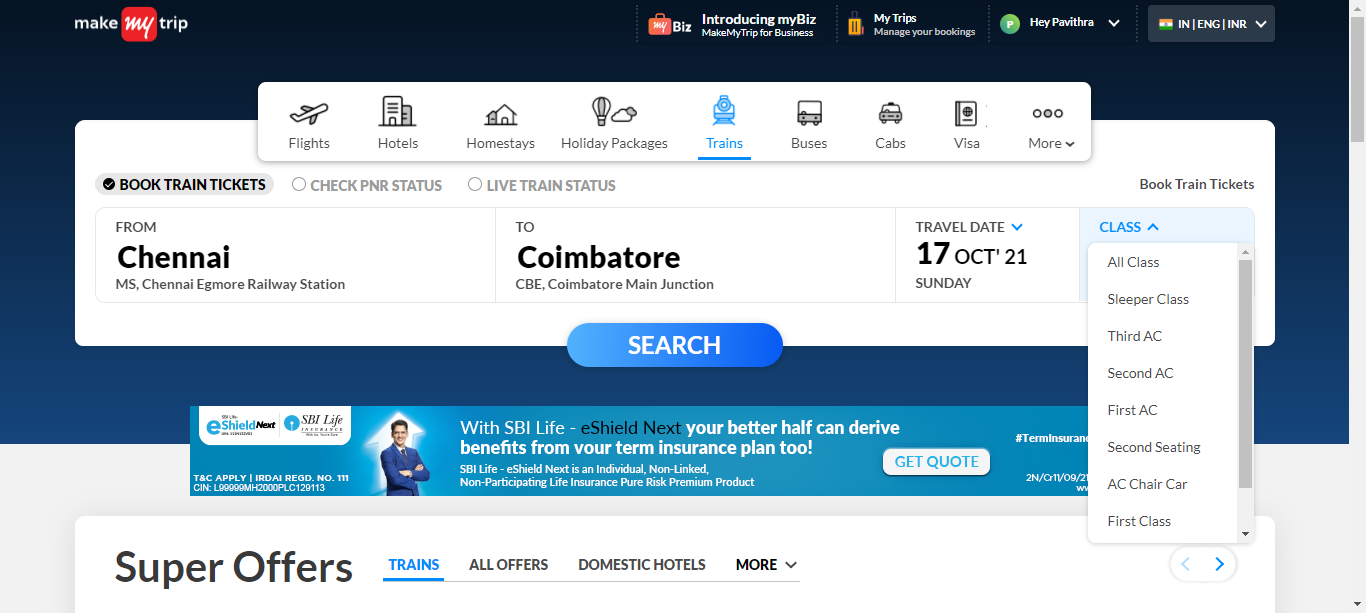 make my trip
my Biz
Introducing myBiz
MakeMyTrip for Business
My Trips
Manage your bookings
P
Hey Pavithra
IN | ENG | INR
Flights
Hotels
Homestays
Holiday Packages
Trains
Buses
Cabs
Visa
More
BOOK TRAIN TICKETS
CHECK PNR STATUS
LIVE TRAIN STATUS
Book Train Tickets
FROM
Chennai
MS, Chennai Egmore Railway Station
TO
Coimbatore
CBE, Coimbatore Main Junction
TRAVEL DATE
17 OCT' 21
SUNDAY
CLASS
All Class
Sleeper Class
Third AC
Second AC
First AC
Second Seating
AC Chair Car
First Class
SEARCH
SBI Life-
eShield Next
SBI Life
INSURANCE
T&C APPLY | IRDAI REGD. NO. 111
CIN: L99999MH2000PLC129113
With SBI Life - eShield Next your better half can derive
benefits from your term insurance plan too!
SBI Life - eShield Next is an Individual, Non-Linked,
Non-Participating Life Insurance Pure Risk Premium Product
GET QUOTE
#TermInsuranc
2N/Cr11/09/21
ww
Super Offers
TRAINS
ALL OFFERS
DOMESTIC HOTELS
MORE